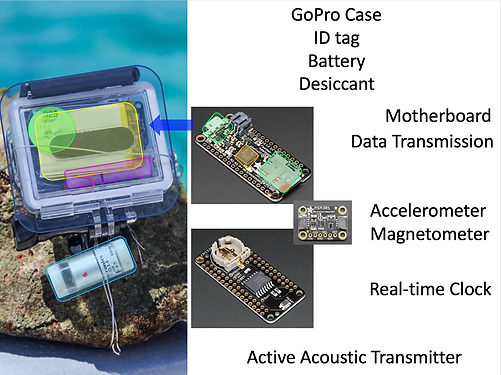 GoPro Case
ID tag
Battery
Desiccant
Motherboard
Data Transmission
Accelerometer
Magnetometer
Real-time Clock
Active Acoustic Transmitter